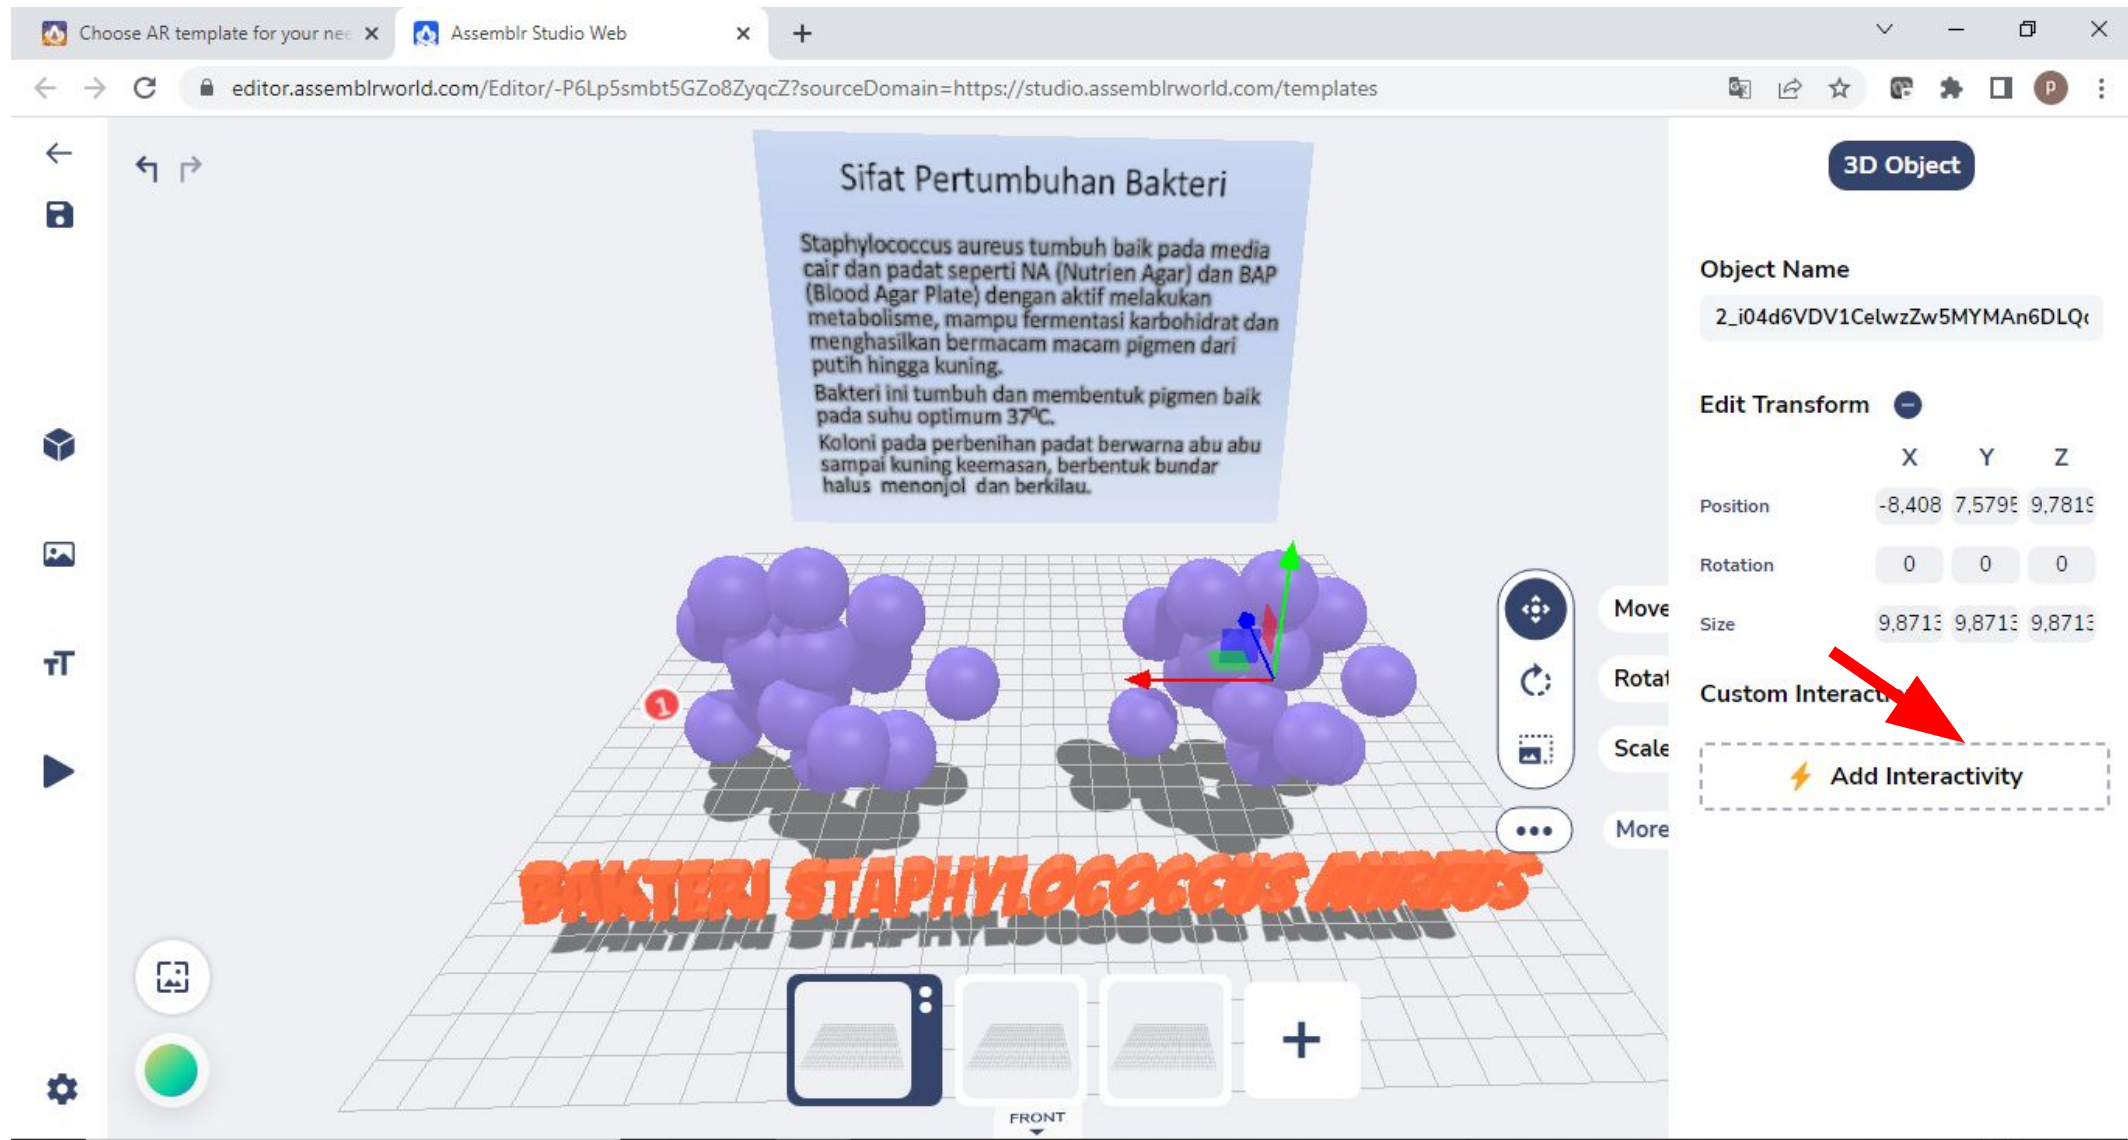 Choose AR template for your nee
Assemblr Studio Web
editor.assemblrworld.com/Editor/-P6Lp5smbt5GZo8ZyqcZ?sourceDomain=https://studio.assemblrworld.com/templates
P
Sifat Pertumbuhan Bakteri
Staphylococcus aureus tumbuh baik pada media
cair dan padat seperti NA (Nutrien Agar) dan BAP
(Blood Agar Plate) dengan aktif melakukan
metabolisme, mampu fermentasi karbohidrat dan
menghasilkan bermacam macam pigmen dari
putih hingga kuning.
Bakteri ini tumbuh dan membentuk pigmen baik
pada suhu optimum 37⁰C.
Koloni pada perbenihan padat berwarna abu abu
sampai kuning keemasan, berbentuk bundar
halus menonjol dan berkilau.
1
BAKTERI STAPHYLOCOCCUS AUREUS
Move
Rotat
Scale
More
FRONT
3D Object
Object Name
2_i04d6VDV1CelwzZw5MYMAn6DLQ
Edit Transform
X Y Z
Position -8,408 7,5795 9,7819
Rotation 0 0 0
Size 9,8713 9,8713 9,8713
Custom Interacti
Add Interactivity